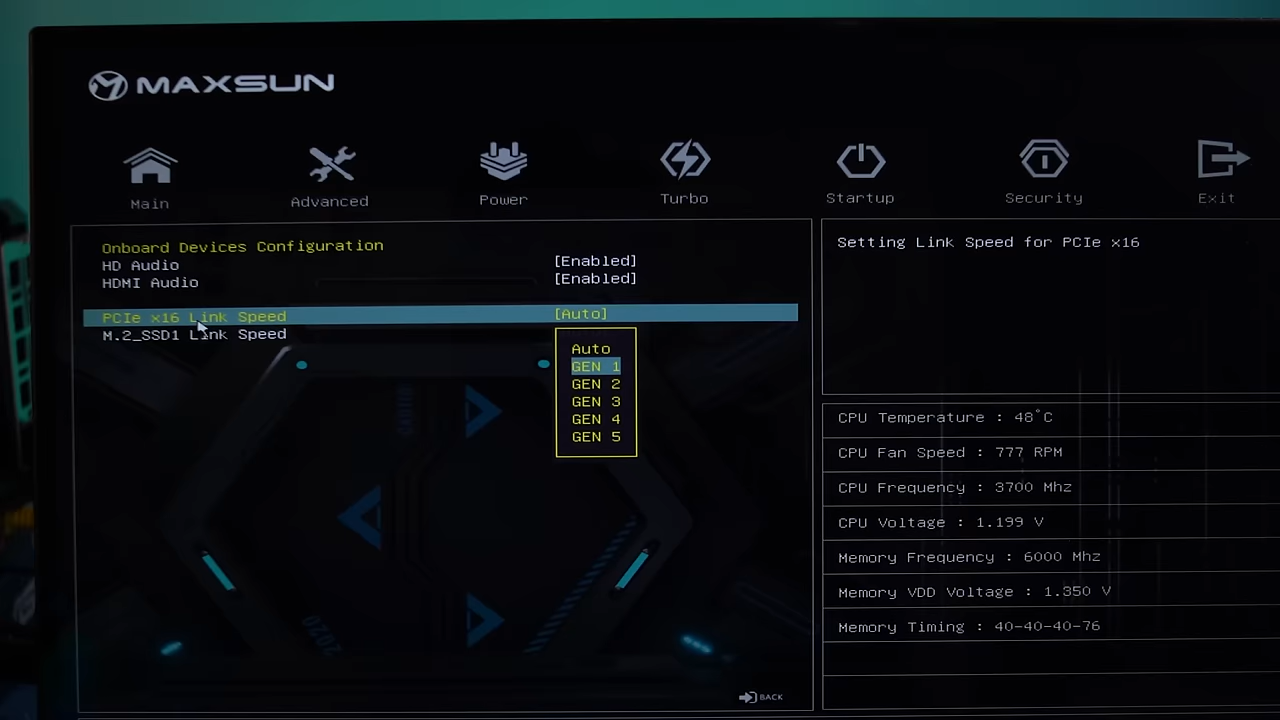 MAXSUN
Main Advanced Power Turbo Startup Security Exit
Onboard Devices Configuration
HD Audio [Enabled]
HDMI Audio [Enabled]
PCIe x16 Link Speed [Auto]
M.2_SSD1 Link Speed
Auto
GEN 1
GEN 2
GEN 3
GEN 4
GEN 5
BACK
Setting Link Speed for PCIe x16
CPU Temperature : 48°C
CPU Fan Speed : 777 RPM
CPU Frequency : 3700 Mhz
CPU Voltage : 1.199 V
Memory Frequency : 6000 Mhz
Memory VDD Voltage : 1.350 V
Memory Timing : 40-40-40-76